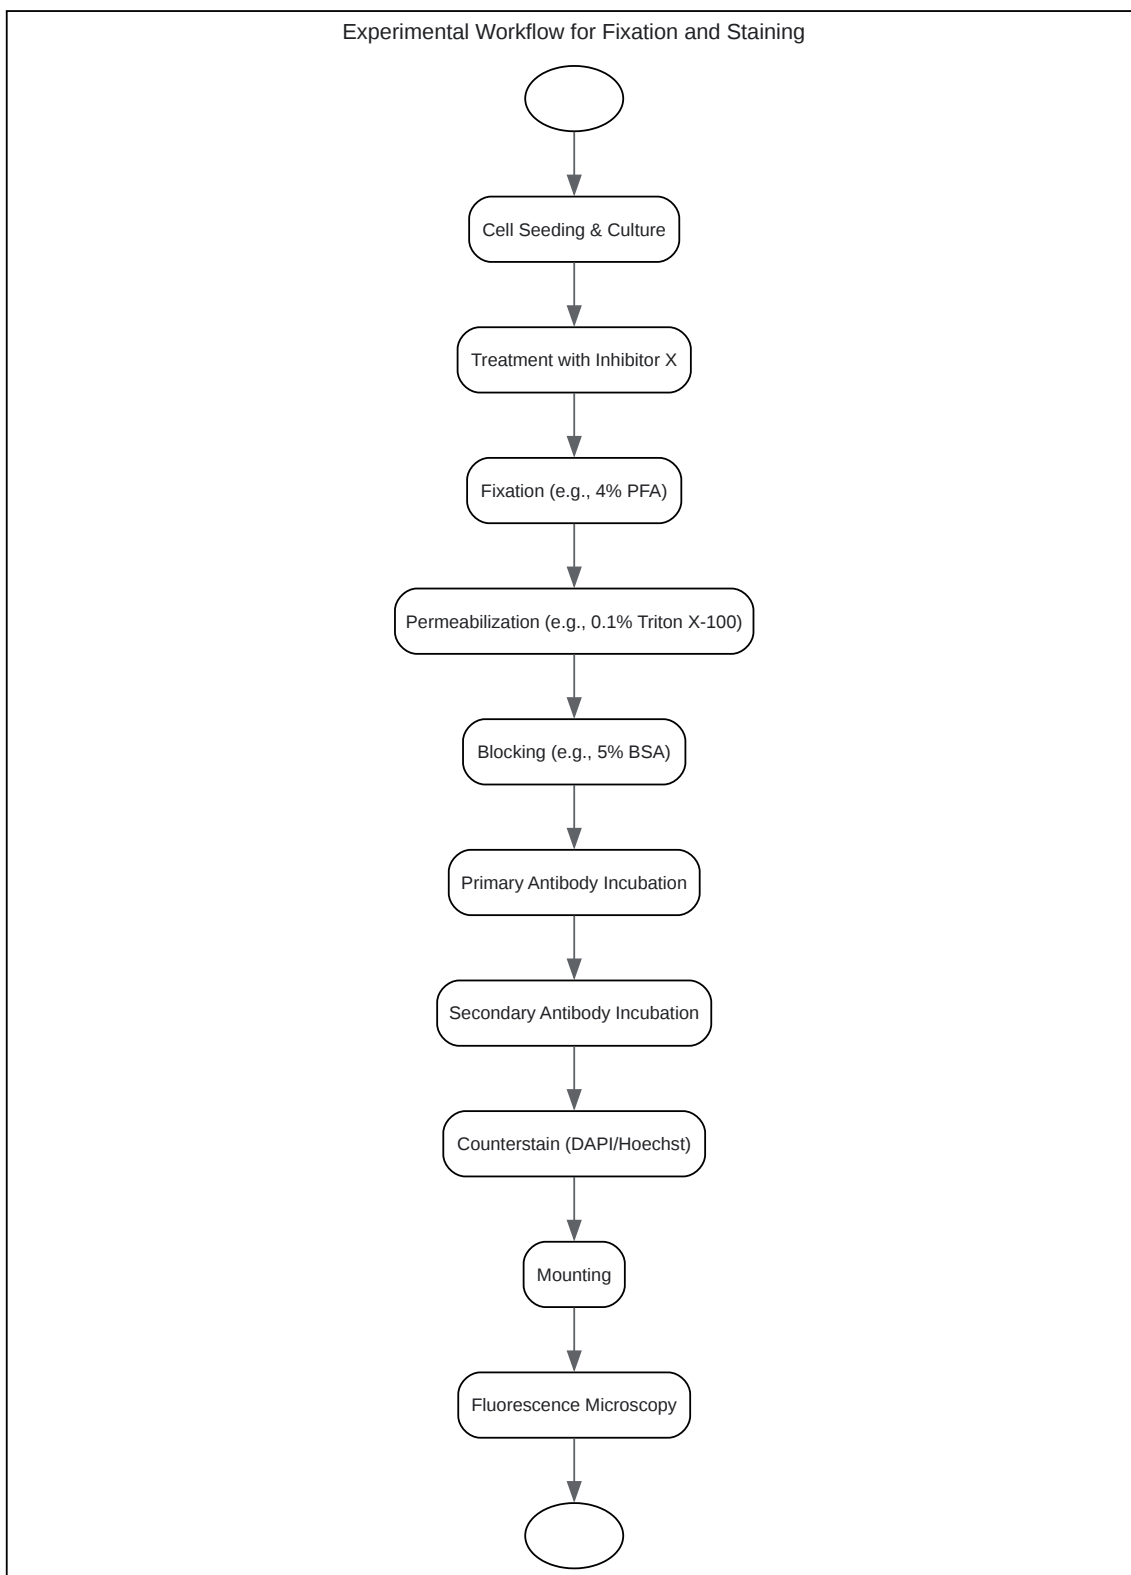 Experimental Workflow for Fixation and Staining
Cell Seeding & Culture
Treatment with Inhibitor X
Fixation (e.g., 4% PFA)
Permeabilization (e.g., 0.1% Triton X-100)
Blocking (e.g., 5% BSA)
Primary Antibody Incubation
Secondary Antibody Incubation
Counterstain (DAPI/Hoechst)
Mounting
Fluorescence Microscopy